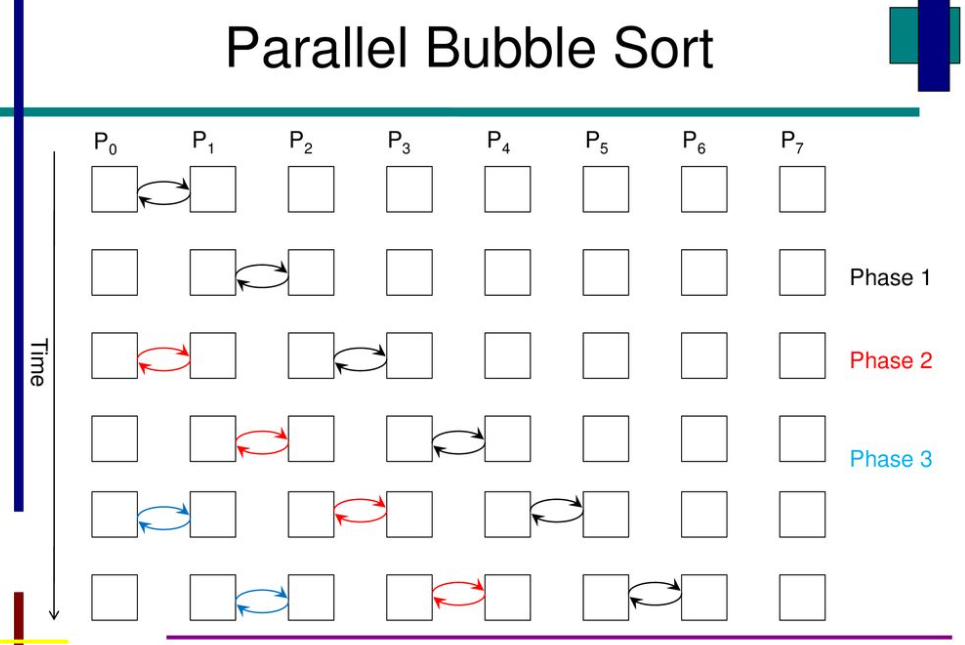 Parallel Bubble Sort
P0 P1 P2 P3 P4 P5 P6 P7
Phase 1
Time
Phase 2
Phase 3